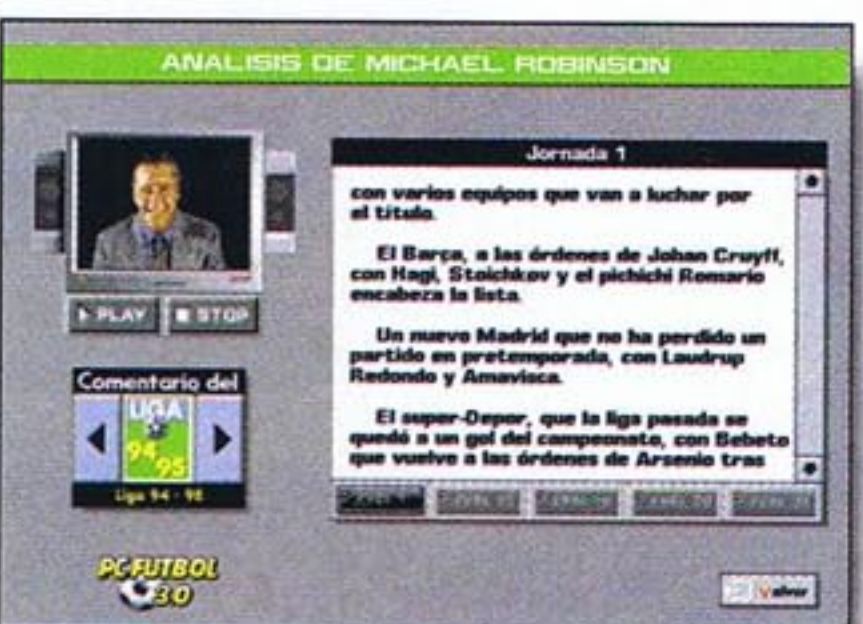 ANALISIS DE MICHAEL ROBINSON
Jornada 1
con varios equipos que van a luchar por
el título.
El Barça, a las órdenes de Johan Cruyff,
con Hagi, Stoichkov y el pichichi Romario
encabeza la lista.
Un nuevo Madrid que no ha perdido un
partido en pretemporada, con Laudrup
Redondo y Amavisca.
El super-Depor, que la liga pasada se
quedó a un gol del campeonato, con Bebeto
que vuelve a las órdenes de Arsenio tras
PLAY
STOP
Comentario del
LIGA
94
95
Liga 94 - 95
PC FUTBOL
3.0
Volver